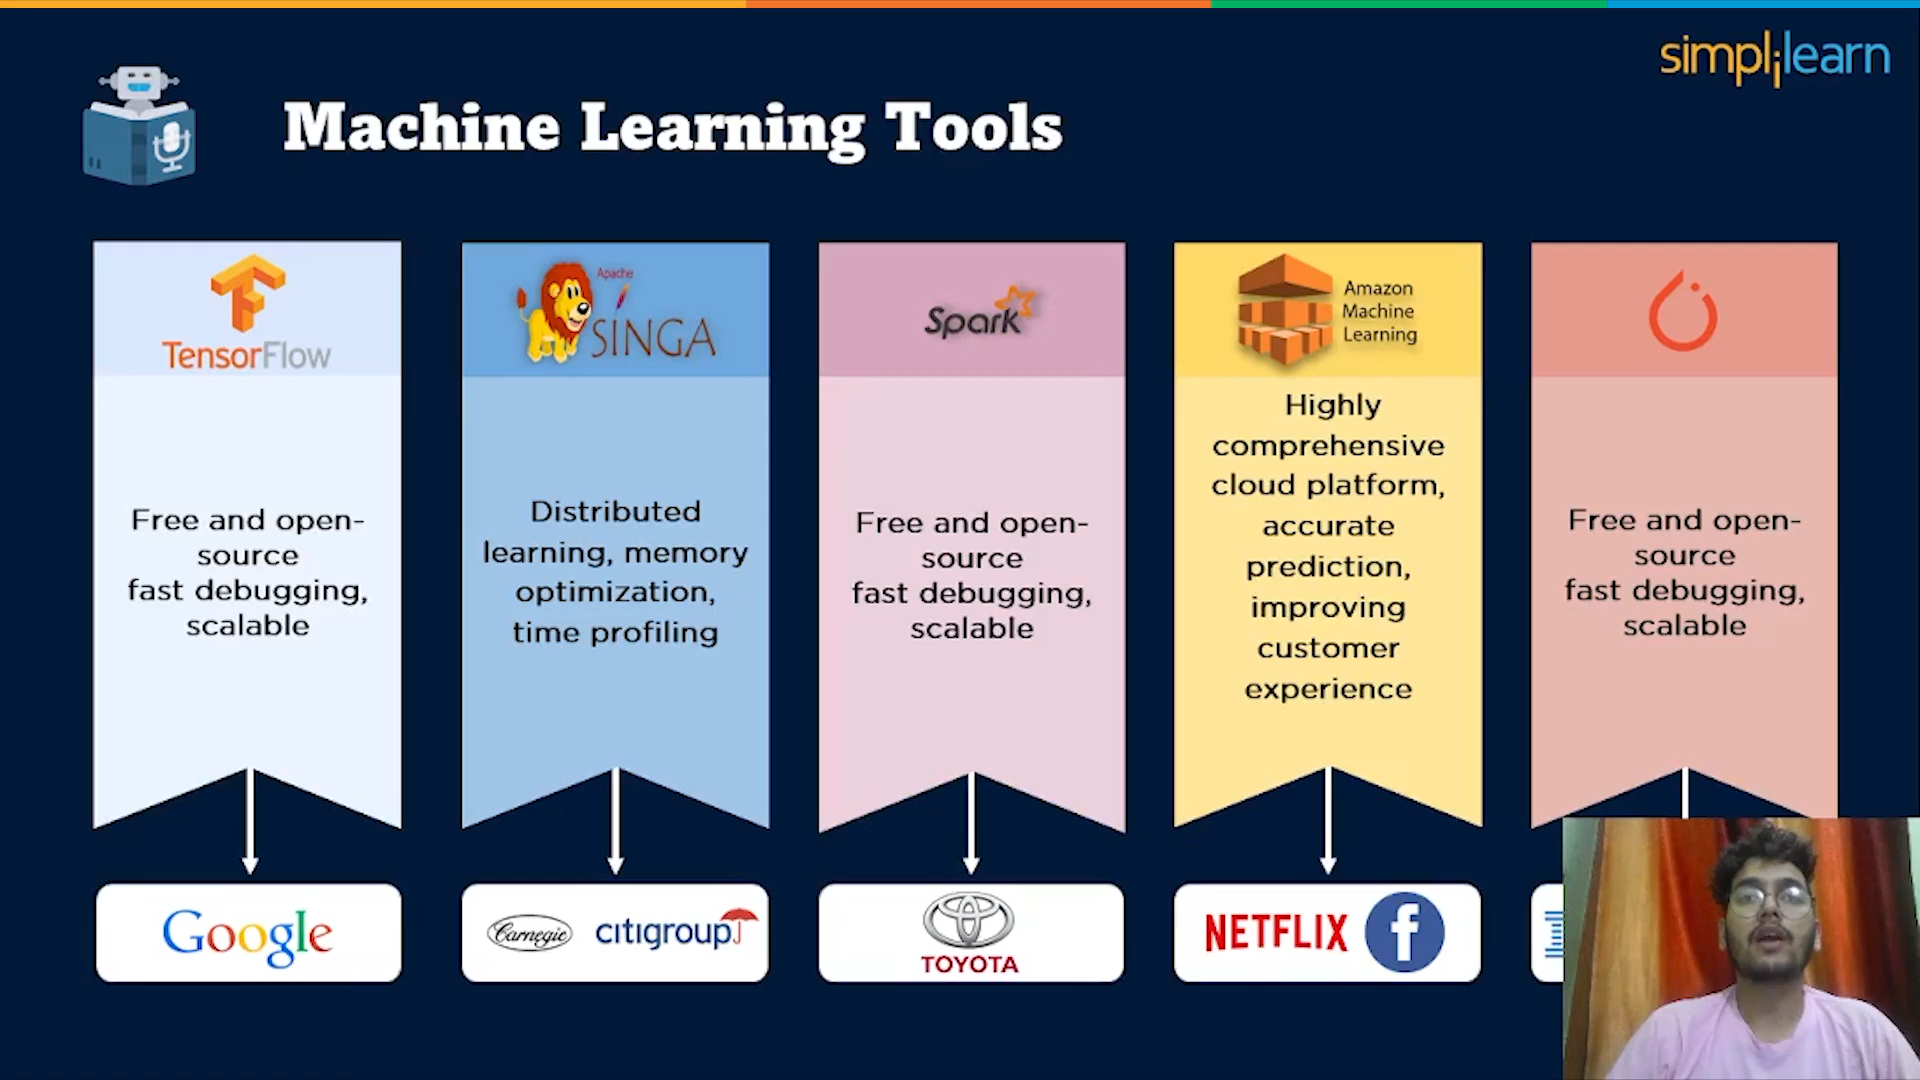 simplilearn
Machine Learning Tools
TensorFlow
Free and open-
source
fast debugging,
scalable
Google
Apache
SINGA
Distributed
learning, memory
optimization,
time profiling
Carnegie
citigroup
Spark
Free and open-
source
fast debugging,
scalable
TOYOTA
Amazon
Machine
Learning
Highly
comprehensive
cloud platform,
accurate
prediction,
improving
customer
experience
NETFLIX
f
Free and open-
source
fast debugging,
scalable